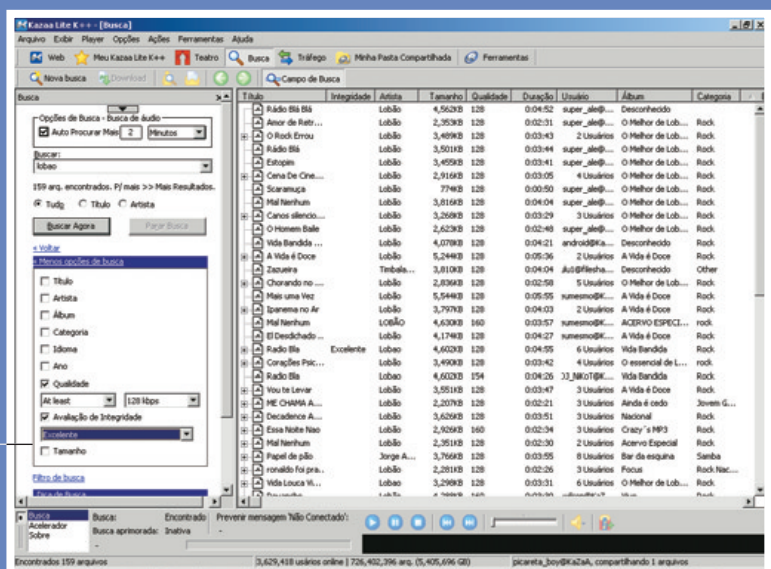 Kazaa Lite K++ - [Busca]
Arquivo Exibir Player Opções Ações Ferramentas Ajuda
Web Meu Kazaa Lite K++ Teatro Busca Tráfego Minha Pasta Compartilhada Ferramentas
Nova busca Download Campo de Busca
Busca
Opções de Busca - Busca de áudio
Auto Procurar Mais 2 Minutos
Buscar:
lobao
159 arq. encontrados. P/ mais >> Mais Resultados.
Tudo Título Artista
Buscar Agora Parar Busca
« Voltar
« Menos opções de busca
Título
Artista
Álbum
Categoria
Idioma
Ano
Qualidade
At least 128 kbps
Avaliação de Integridade
Excelente
Tamanho
Filtro de busca
Dica de Busca
Título Integridade Artista Tamanho Qualidade Duração Usuário Álbum Categoria
Rádio Blá Blá Lobão 4,562KB 128 0:04:52 super_ale@... Desconhecido
Amor de Retr... Lobão 2,353KB 128 0:02:31 super_ale@... O Melhor de Lob... Rock
O Rock Errou Lobão 3,489KB 128 0:03:43 2 Usuários O Melhor de Lob... Rock
Rádio Blá Lobão 3,501KB 128 0:03:44 super_ale@... O Melhor de Lob... Rock
Estopim Lobão 3,455KB 128 0:03:41 super_ale@... O Melhor de Lob... Rock
Cena De Cine... Lobão 2,916KB 128 0:03:05 4 Usuários O Melhor de Lob... Rock
Scaramuça Lobão 774KB 128 0:00:50 super_ale@... O Melhor de Lob... Rock
Mal Nenhum Lobão 3,816KB 128 0:04:04 super_ale@... O Melhor de Lob... Rock
Canos silencio... Lobão 3,268KB 128 0:03:29 3 Usuários O Melhor de Lob... Rock
O Homem Baile Lobão 2,623KB 128 0:02:48 super_ale@... O Melhor de Lob... Rock
Vida Bandida ... Lobão 4,078KB 128 0:04:21 android@Ka... Desconhecido Rock
A Vida é Doce Lobão 5,244KB 128 0:05:36 2 Usuários A Vida é Doce Rock
Zazueira Timbala... 3,810KB 128 0:04:04 Desconhecido Other
Chorando no ... Lobão 2,836KB 128 0:02:58 5 Usuários O Melhor de Lob... Rock
Mais uma Vez Lobão 5,544KB 128 0:05:55 xumesmo@K... A Vida é Doce Rock
Ipanema no Ar Lobão 3,797KB 128 0:04:03 2 Usuários A Vida é Doce Rock
Mal Nenhum LOBÃO 4,630KB 160 0:03:57 xumesmo@K... ACERVO ESPECI... rock
El Desdichado ... Lobão 4,174KB 128 0:04:27 xumesmo@K... A Vida é Doce Rock
Radio Bla Excelente Lobao 4,602KB 128 0:04:55 6 Usuários Vida Bandida Rock
Corações Psic... Lobão 3,490KB 128 0:03:42 4 Usuários O essencial de L... rock
Radio Bla Lobao 4,602KB 154 0:04:26 JJ_NiKoT@K... Vida Bandida Rock
Vou te Levar Lobão 3,551KB 128 0:03:47 3 Usuários A Vida é Doce Rock
ME CHAMA A... Lobão 2,207KB 128 0:02:21 3 Usuários Ainda é cedo Jovem G...
Decadence A... Lobão 3,626KB 128 0:03:51 3 Usuários Nacional Rock
Essa Noite Nao Lobão 2,926KB 160 0:02:34 3 Usuários Crazy´s MP3 Rock
Mal Nenhum Lobão 2,351KB 128 0:02:30 2 Usuários Acervo Especial Rock
Papel de pão Jorge A... 3,766KB 128 0:03:55 8 Usuários Bar da esquina Samba
ronaldo foi pra... Lobão 2,281KB 128 0:02:26 3 Usuários Focus Rock Nac...
Vida Louca Vi... Lobao 3,298KB 128 0:03:31 6 Usuários O Melhor de Lob... Rock
Busca
Acelerador
Sobre
Busca: Encontrado Prevenir mensagem 'Não Conectado':
Busca aprimorada: Inativa -
-
Encontrados 159 arquivos 3,629,418 usários online | 726,402,396 arq. (5,405,696 GB) picareta_boy@KaZaA, compartilhando 1 arquivos